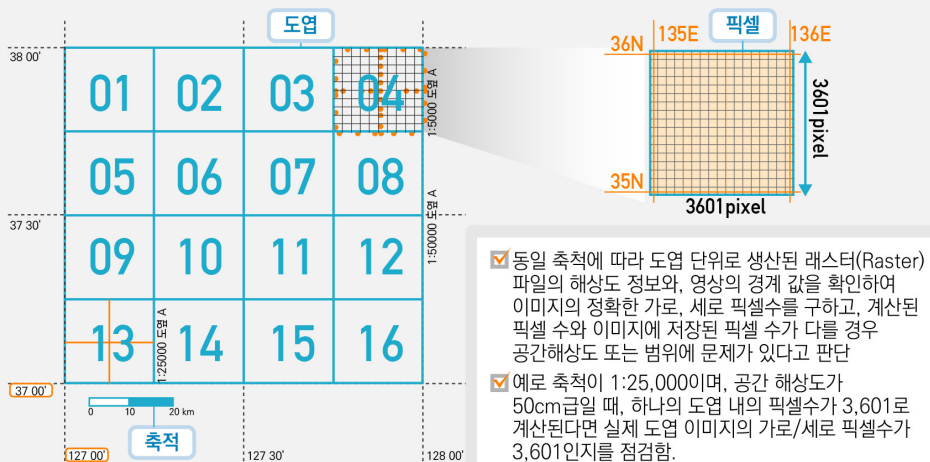 도엽
38 00'
01 02 03 04
1:5000 도엽 A
05 06 07 08
1:50000 도엽 A
37 30'
09 10 11 12
13 14 15 16
1:25000 도엽 A
37 00'
0 10 20 km
축적
127 00'
127 30'
128 00'
픽셀
36N 135E 136E
3601pixel
35N
3601pixel
동일 축척에 따라 도엽 단위로 생산된 래스터(Raster)
파일의 해상도 정보와, 영상의 경계 값을 확인하여
이미지의 정확한 가로, 세로 픽셀수를 구하고, 계산된
픽셀 수와 이미지에 저장된 픽셀 수가 다를 경우
공간해상도 또는 범위에 문제가 있다고 판단
예로 축척이 1:25,000이며, 공간 해상도가
50cm급일 때, 하나의 도엽 내의 픽셀수가 3,601로
계산된다면 실제 도엽 이미지의 가로/세로 픽셀수가
3,601인지를 점검함.